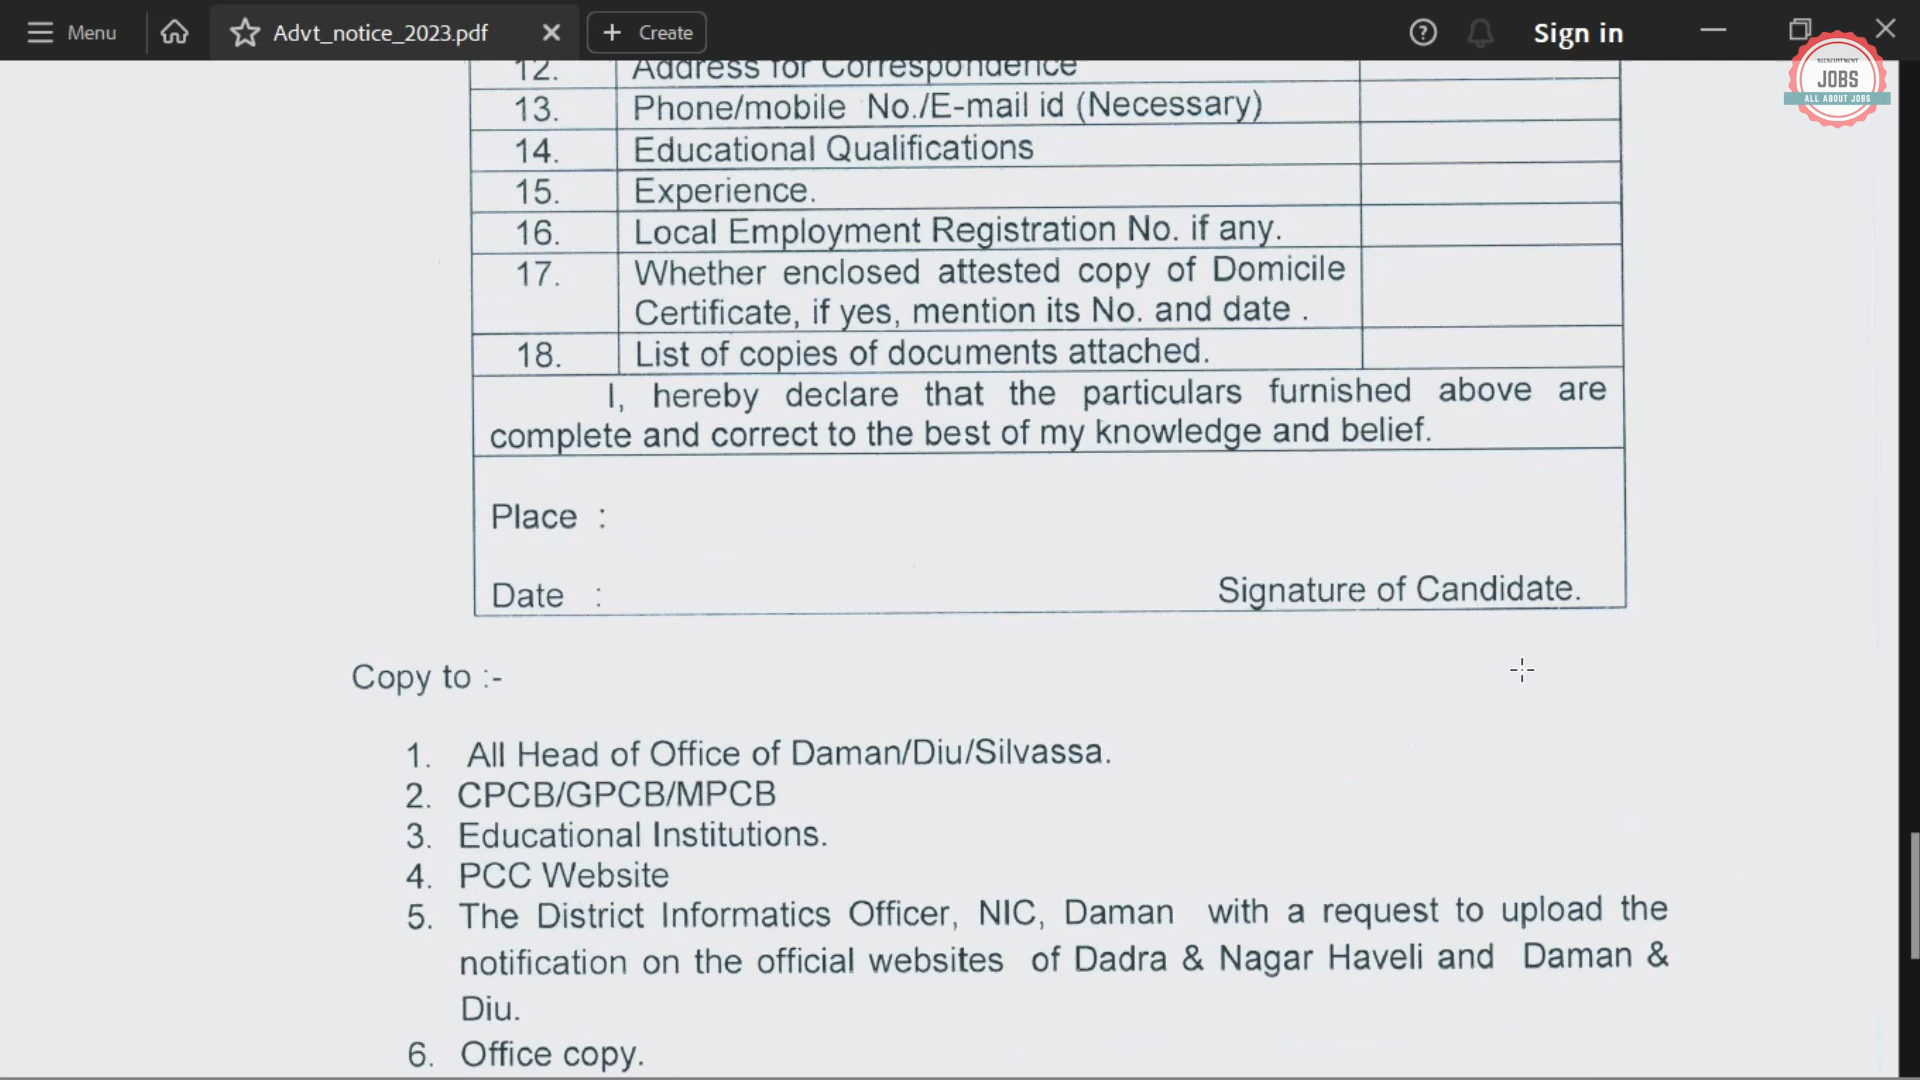 Menu
Advt_notice_2023.pdf
Create
Sign in
RECRUITMENT
JOBS
ALL ABOUT JOBS
12. Address for Correspondence
13. Phone/mobile No./E-mail id (Necessary)
14. Educational Qualifications
15. Experience.
16. Local Employment Registration No. if any.
17. Whether enclosed attested copy of Domicile
Certificate, if yes, mention its No. and date .
18. List of copies of documents attached.
I, hereby declare that the particulars furnished above are
complete and correct to the best of my knowledge and belief.
Place :
Date : Signature of Candidate.
Copy to :-
1. All Head of Office of Daman/Diu/Silvassa.
2. CPCB/GPCB/MPCB
3. Educational Institutions.
4. PCC Website
5. The District Informatics Officer, NIC, Daman with a request to upload the
notification on the official websites of Dadra & Nagar Haveli and Daman &
Diu.
6. Office copy.